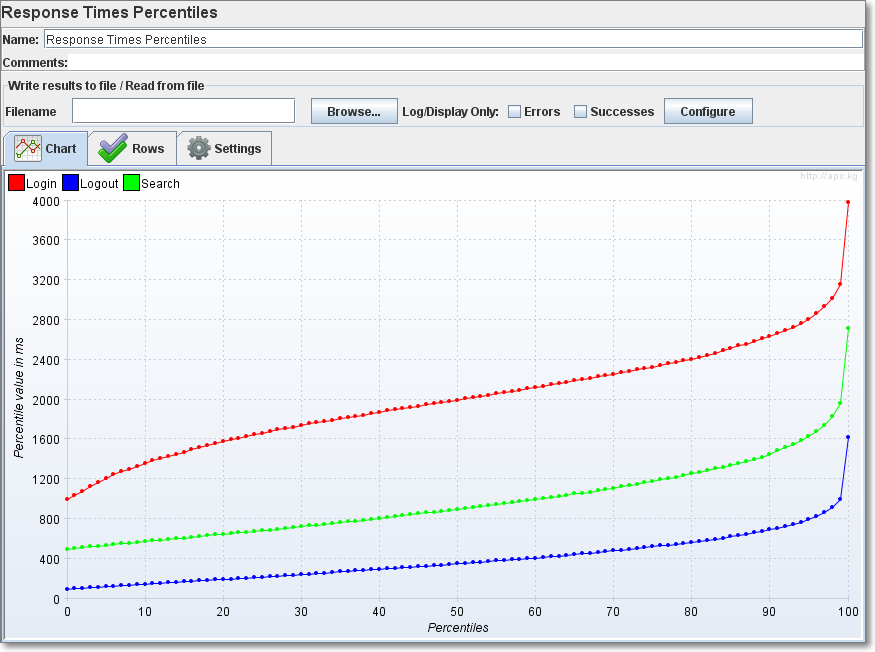 Response Times Percentiles
Name: Response Times Percentiles
Comments:
Write results to file / Read from file
Filename Browse... Log/Display Only: Errors Successes Configure
Chart Rows Settings
http://apc.kg
Login Logout Search
4000
3600
3200
2800
2400
2000
1600
1200
800
400
0
Percentile value in ms
0 10 20 30 40 50 60 70 80 90 100
Percentiles